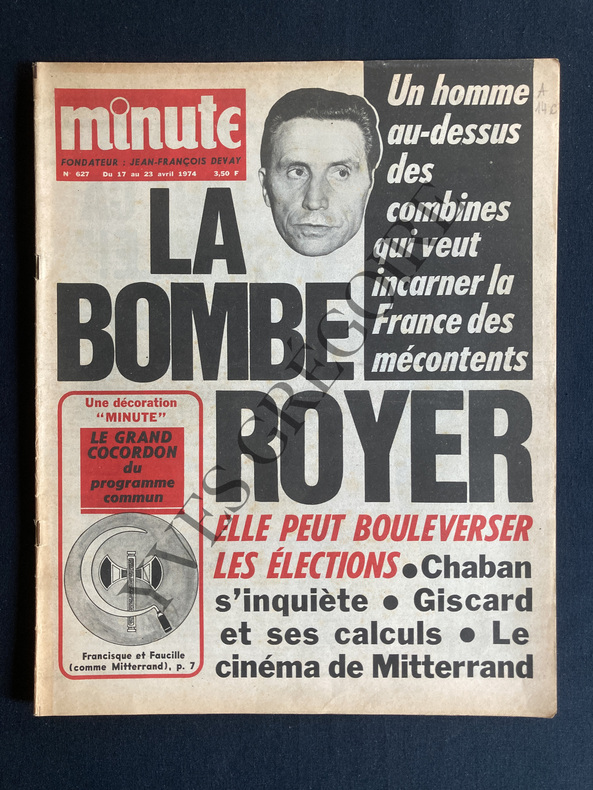 minute
FONDATEUR : JEAN-FRANÇOIS DEVAY
N° 627 Du 17 au 23 avril 1974 3,50 F
Un homme
au-dessus
des
combines
qui veut
incarner la
France des
mécontents
A
LA
BOMBE
ROYER
Une décoration
"MINUTE"
LE GRAND
COCORDON
du
programme
commun
Francisque et Faucille
(comme Mitterrand), p. 7
ELLE PEUT BOULEVERSER
LES ÉLECTIONS • Chaban
s'inquiète • Giscard
et ses calculs • Le
cinéma de Mitterrand
YVES GRÉGOIRE